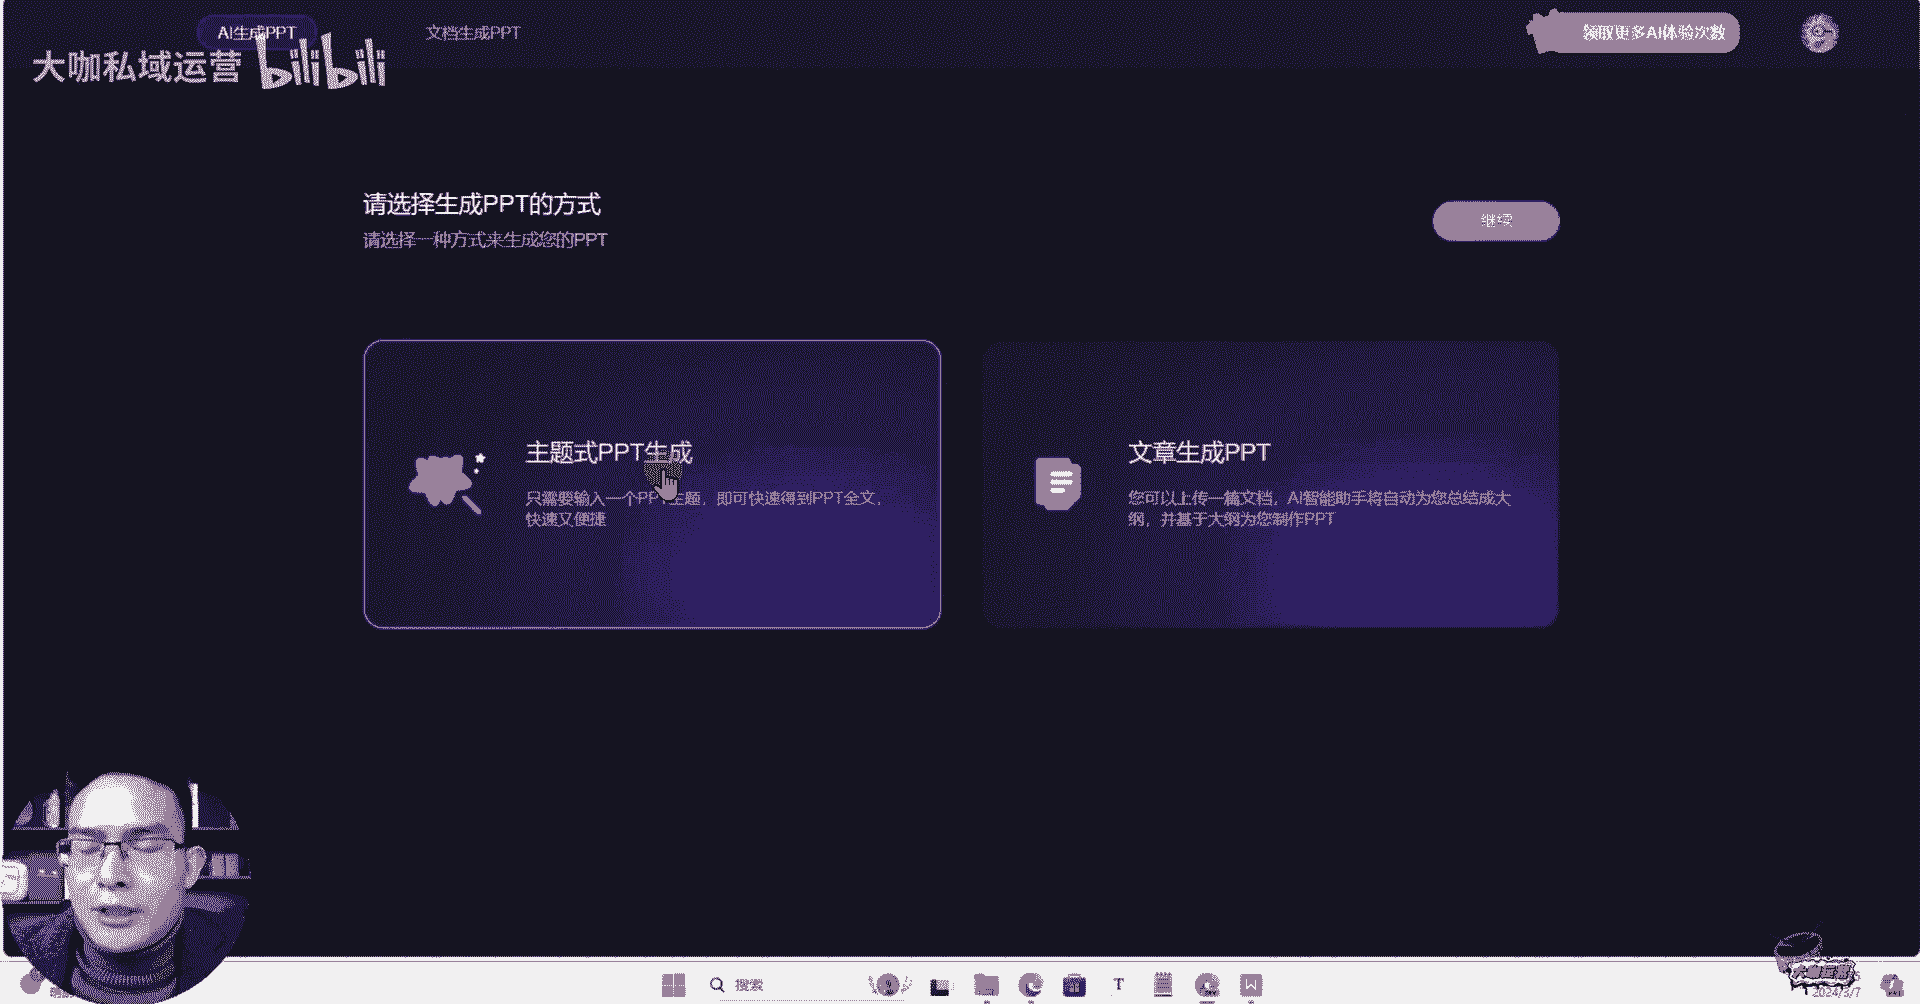 AI生成PPT
文档生成PPT
领取更多AI体验次数
大咖私域运营 bilibili
请选择生成PPT的方式
请选择一种方式来生成您的PPT
继续
主题式PPT生成
只需要输入一个PPT主题，即可快速得到PPT全文，
快速又便捷
文章生成PPT
您可以上传一篇文档，AI智能助手将自动为您总结成大
纲，并基于大纲为您制作PPT
搜索
大咖运营
2024/3/7